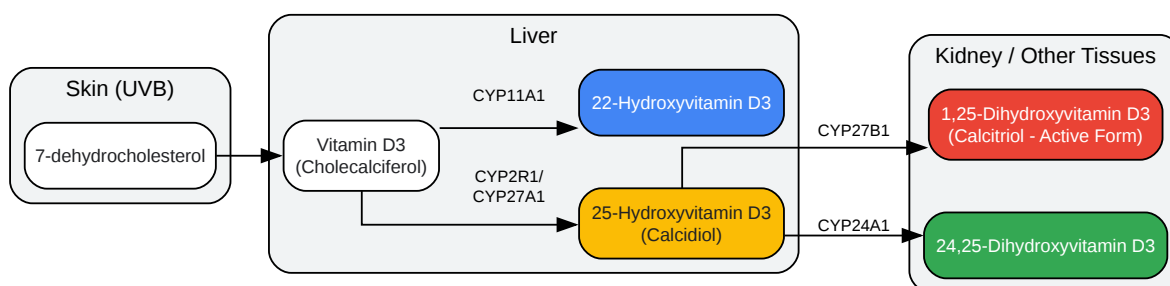 Skin (UVB)
7-dehydrocholesterol
Liver
Vitamin D3
(Cholecalciferol)
CYP11A1
22-Hydroxyvitamin D3
CYP2R1/
CYP27A1
25-Hydroxyvitamin D3
(Calcidiol)
CYP27B1
CYP24A1
Kidney / Other Tissues
1,25-Dihydroxyvitamin D3
(Calcitriol - Active Form)
24,25-Dihydroxyvitamin D3